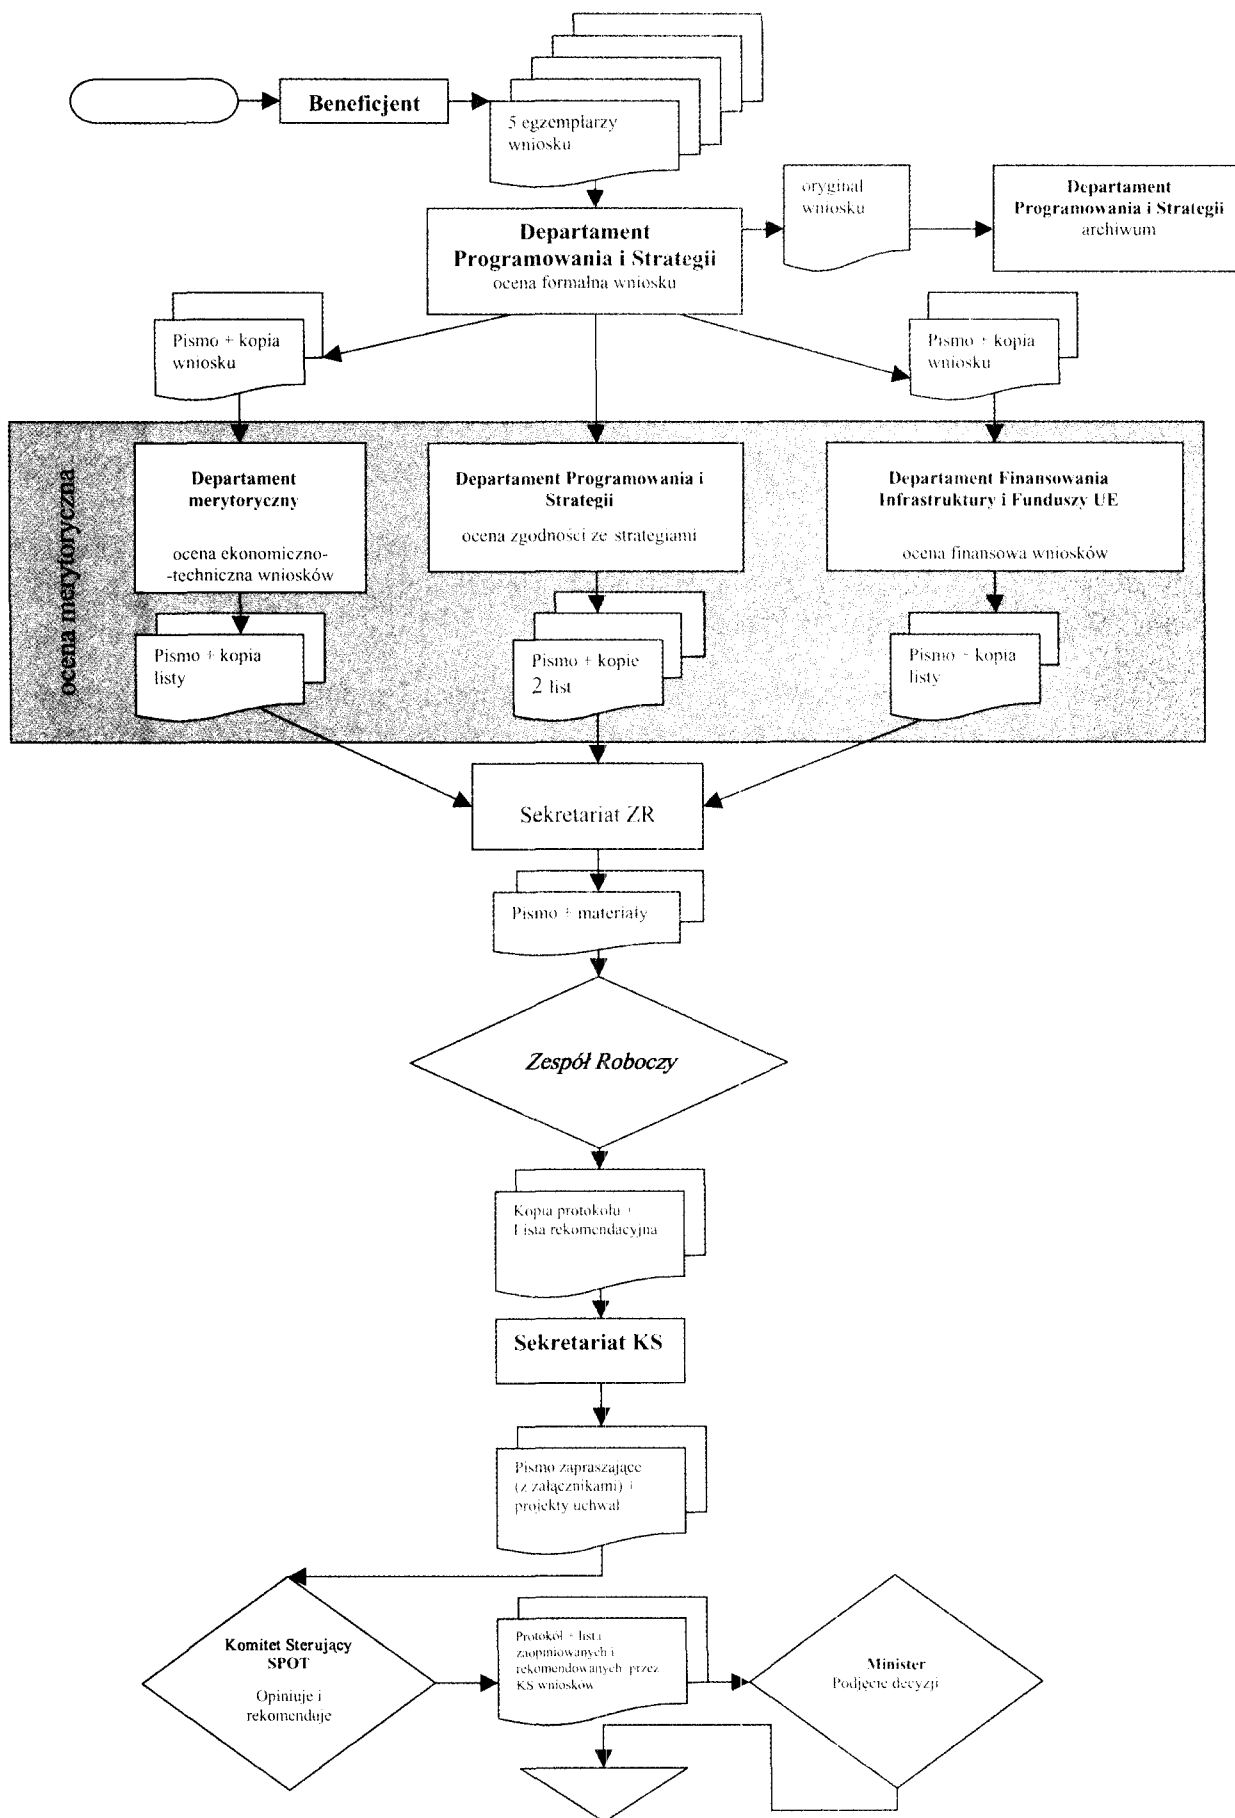 Beneficjent
5 egzemplarzy
wniosku
oryginał
wniosku
Departament
Programowania i Strategii
archiwum
Departament
Programowania i Strategii
ocena formalna wniosku
Pismo + kopia
wniosku
Pismo + kopia
wniosku
ocena merytoryczna
Departament
merytoryczny
ocena ekonomiczno-
-techniczna wniosków
Departament Programowania i
Strategii
ocena zgodności ze strategiami
Departament Finansowania
Infrastruktury i Funduszy UE
ocena finansowa wniosków
Pismo + kopia
listy
Pismo + kopie
2 list
Pismo + kopia
listy
Sekretariat ZR
Pismo + materiały
Zespół Roboczy
Kopia protokołu +
Lista rekomendacyjna
Sekretariat KS
Pismo zapraszające
(z załącznikami) +
projekty uchwał
Komitet Sterujący
SPOT
Opiniuje i
rekomenduje
Protokół + lista
zaopiniowanych i
rekomendowanych przez
KS wniosków
Minister
Podjęcie decyzji